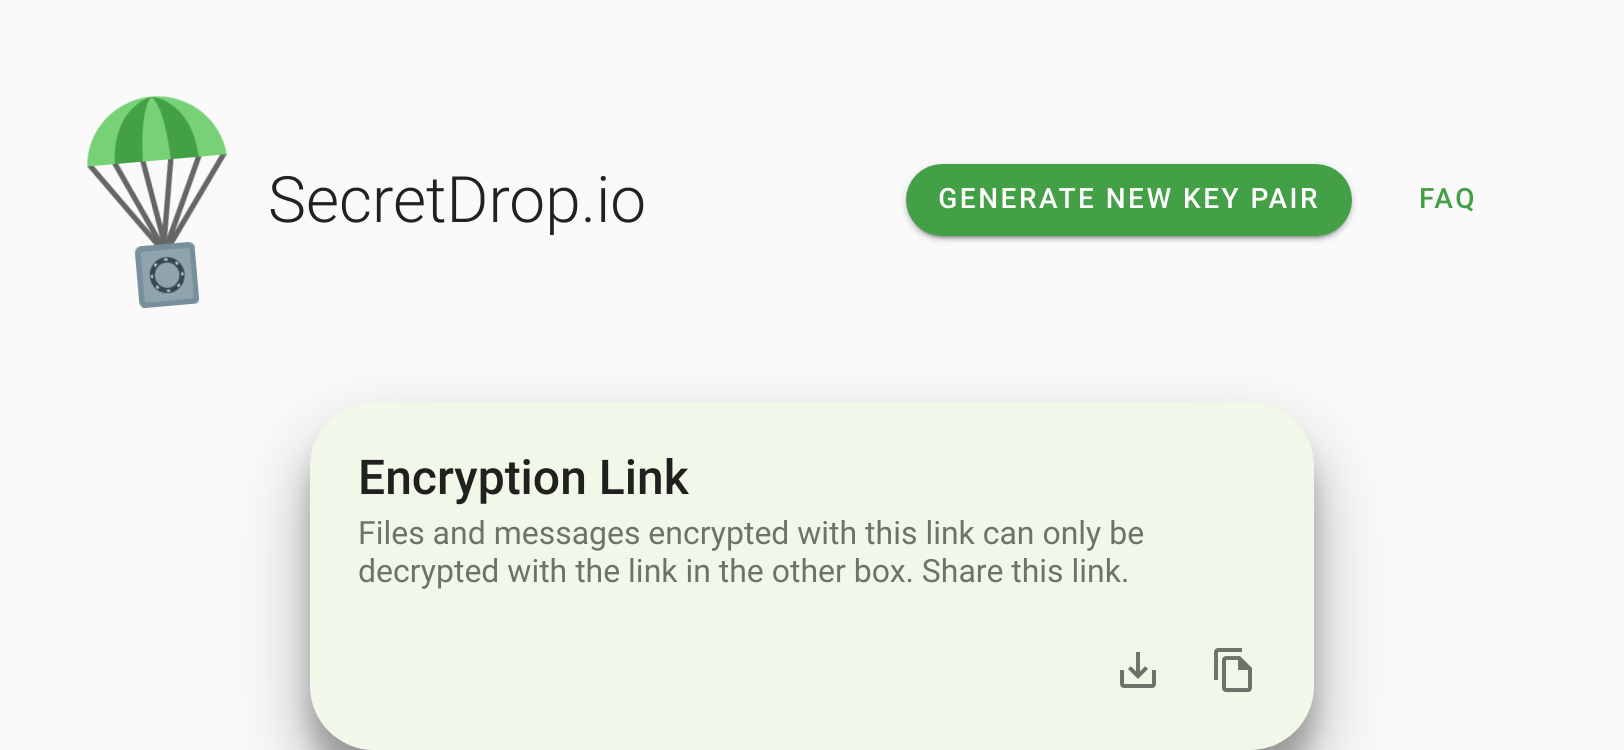 SecretDrop.io
GENERATE NEW KEY PAIR
FAQ
Encryption Link
Files and messages encrypted with this link can only be
decrypted with the link in the other box. Share this link.